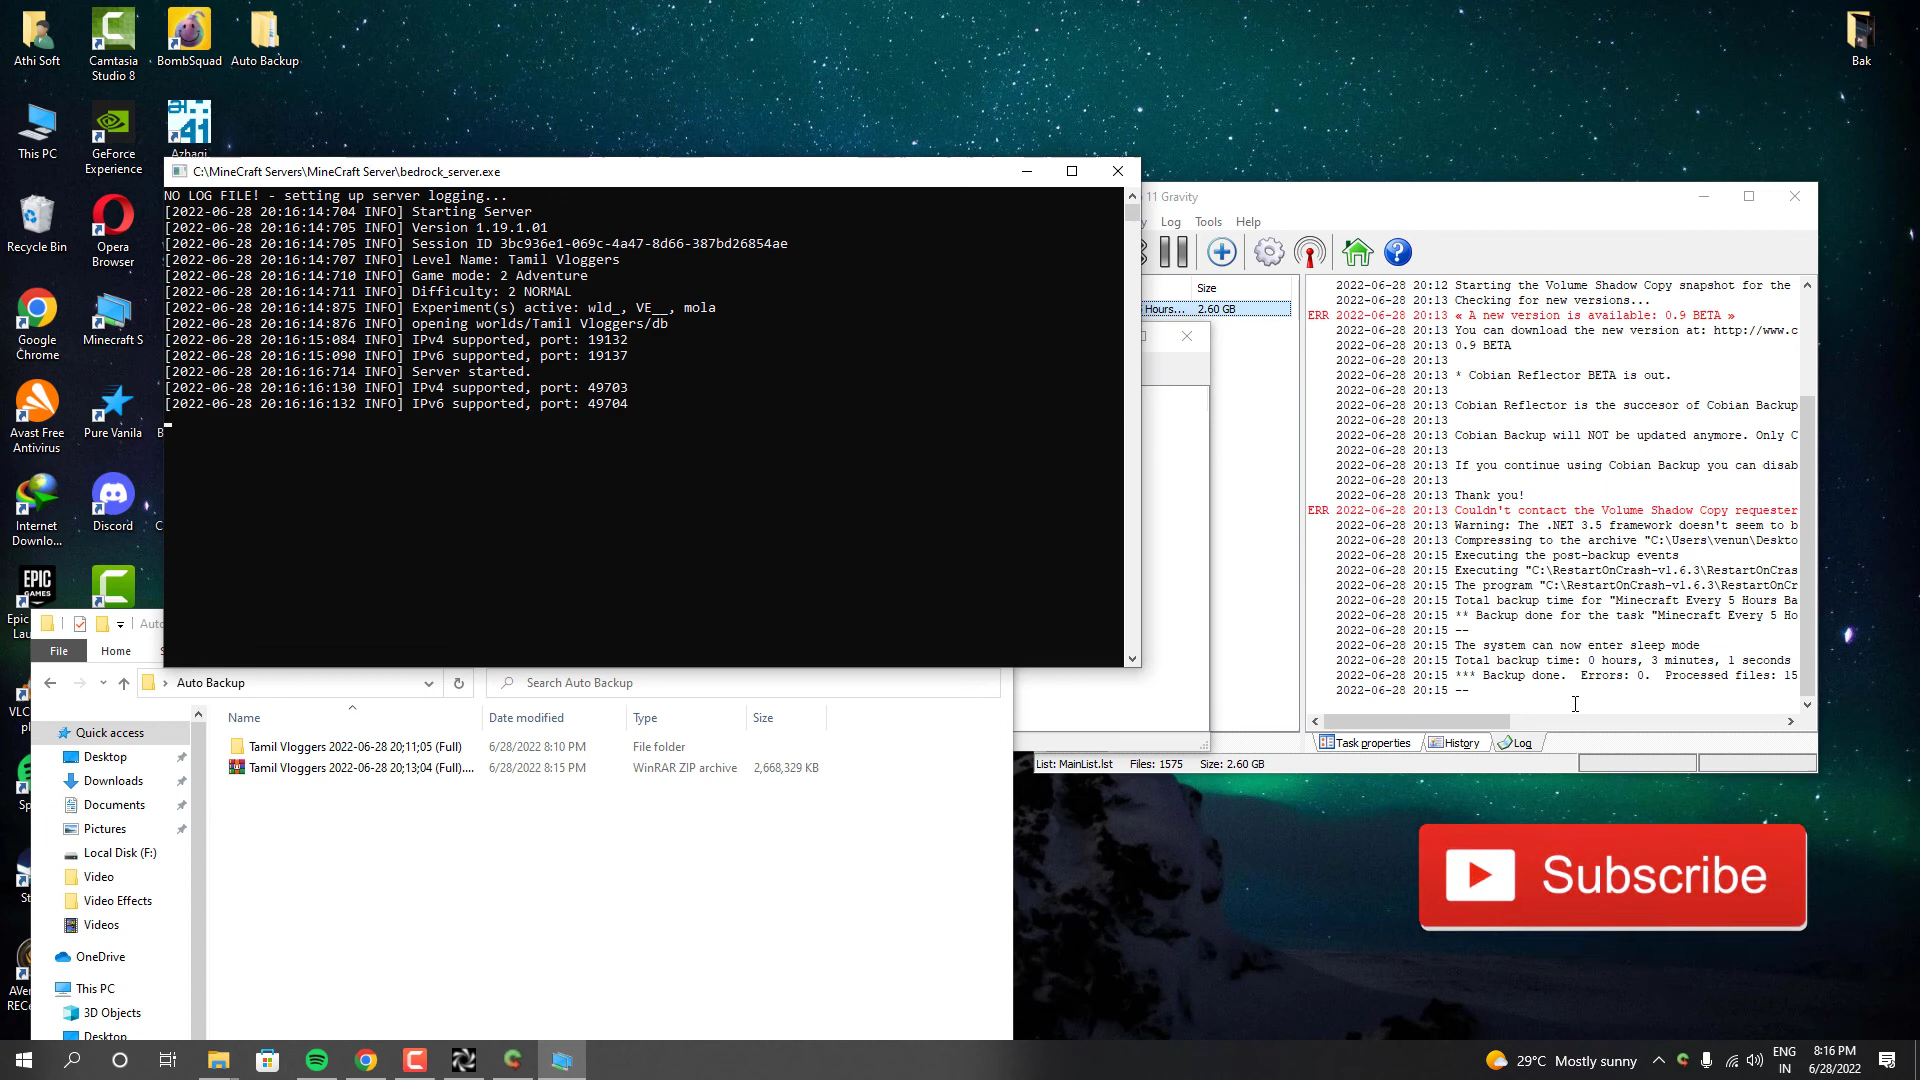 Athi Soft
Camtasia
Studio 8
BombSquad
Auto Backup
Bak
This PC
GeForce
Experience
Azhagi
Recycle Bin
Opera
Browser
Google
Chrome
Minecraft S
Avast Free
Antivirus
Pure Vanila
Internet
Downlo...
Discord
EPIC
GAMES
C:\MineCraft Servers\MineCraft Server\bedrock_server.exe
NO LOG FILE! - setting up server logging...
[2022-06-28 20:16:14:704 INFO] Starting Server
[2022-06-28 20:16:14:705 INFO] Version 1.19.1.01
[2022-06-28 20:16:14:705 INFO] Session ID 3bc936e1-069c-4a47-8d66-387bd26854ae
[2022-06-28 20:16:14:707 INFO] Level Name: Tamil Vloggers
[2022-06-28 20:16:14:710 INFO] Game mode: 2 Adventure
[2022-06-28 20:16:14:711 INFO] Difficulty: 2 NORMAL
[2022-06-28 20:16:14:875 INFO] Experiment(s) active: wld_, VE__, mola
[2022-06-28 20:16:14:876 INFO] opening worlds/Tamil Vloggers/db
[2022-06-28 20:16:15:084 INFO] IPv4 supported, port: 19132
[2022-06-28 20:16:15:090 INFO] IPv6 supported, port: 19137
[2022-06-28 20:16:16:714 INFO] Server started.
[2022-06-28 20:16:16:130 INFO] IPv4 supported, port: 49703
[2022-06-28 20:16:16:132 INFO] IPv6 supported, port: 49704
11 Gravity
Log Tools Help
Size
Hours... 2.60 GB
2022-06-28 20:12 Starting the Volume Shadow Copy snapshot for the
2022-06-28 20:13 Checking for new versions...
ERR 2022-06-28 20:13 « A new version is available: 0.9 BETA »
2022-06-28 20:13 You can download the new version at: http://www.c
2022-06-28 20:13 0.9 BETA
2022-06-28 20:13
2022-06-28 20:13 * Cobian Reflector BETA is out.
2022-06-28 20:13
2022-06-28 20:13 Cobian Reflector is the succesor of Cobian Backup
2022-06-28 20:13
2022-06-28 20:13 Cobian Backup will NOT be updated anymore. Only C
2022-06-28 20:13
2022-06-28 20:13 If you continue using Cobian Backup you can disab
2022-06-28 20:13
2022-06-28 20:13 Thank you!
ERR 2022-06-28 20:13 Couldn't contact the Volume Shadow Copy requester
2022-06-28 20:13 Warning: The .NET 3.5 framework doesn't seem to b
2022-06-28 20:13 Compressing to the archive "C:\Users\venun\Deskto
2022-06-28 20:15 Executing the post-backup events
2022-06-28 20:15 Executing "C:\RestartOnCrash-v1.6.3\RestartOnCras
2022-06-28 20:15 The program "C:\RestartOnCrash-v1.6.3\RestartOnCr
2022-06-28 20:15 Total backup time for "Minecraft Every 5 Hours Ba
2022-06-28 20:15 ** Backup done for the task "Minecraft Every 5 Ho
2022-06-28 20:15 --
2022-06-28 20:15 The system can now enter sleep mode
2022-06-28 20:15 Total backup time: 0 hours, 3 minutes, 1 seconds
2022-06-28 20:15 *** Backup done. Errors: 0. Processed files: 15
2022-06-28 20:15 --
Task properties History Log
List: MainList.lst Files: 1575 Size: 2.60 GB
File Home
Auto Backup
Search Auto Backup
Name Date modified Type Size
Tamil Vloggers 2022-06-28 20;11;05 (Full) 6/28/2022 8:10 PM File folder
Tamil Vloggers 2022-06-28 20;13;04 (Full).... 6/28/2022 8:15 PM WinRAR ZIP archive 2,668,329 KB
Quick access
Desktop
Downloads
Documents
Pictures
Local Disk (F:)
Video
Video Effects
Videos
OneDrive
This PC
3D Objects
Desktop
Subscribe
29°C Mostly sunny
ENG
IN
8:16 PM
6/28/2022